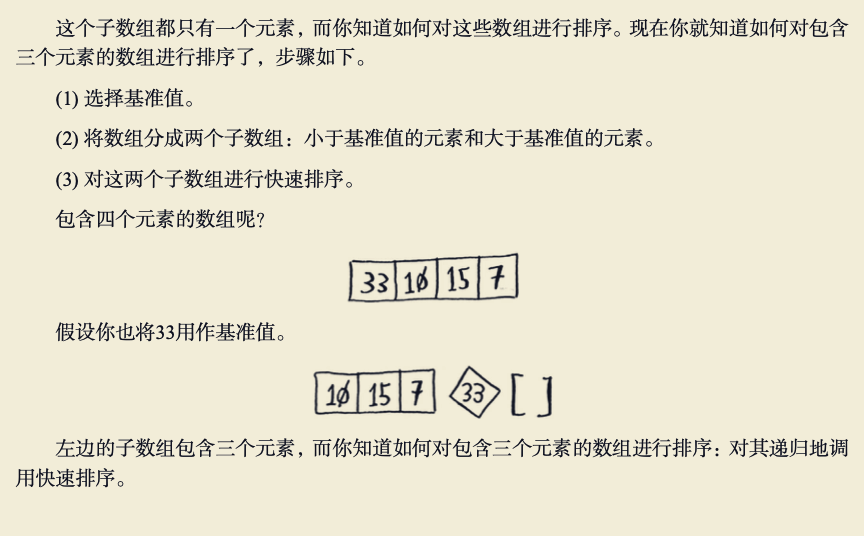 这个子数组都只有一个元素，而你知道如何对这些数组进行排序。现在你就知道如何对包含
三个元素的数组进行排序了，步骤如下。
(1) 选择基准值。
(2) 将数组分成两个子数组：小于基准值的元素和大于基准值的元素。
(3) 对这两个子数组进行快速排序。
包含四个元素的数组呢？
33 10 15 7
假设你也将33用作基准值。
10 15 7 33 [ ]
左边的子数组包含三个元素，而你知道如何对包含三个元素的数组进行排序：对其递归地调
用快速排序。